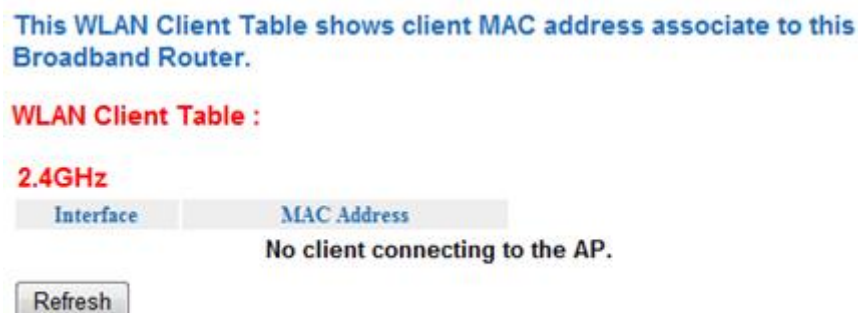 This WLAN Client Table shows client MAC address associate to this
Broadband Router.
WLAN Client Table :
2.4GHz
Interface MAC Address
No client connecting to the AP.
Refresh